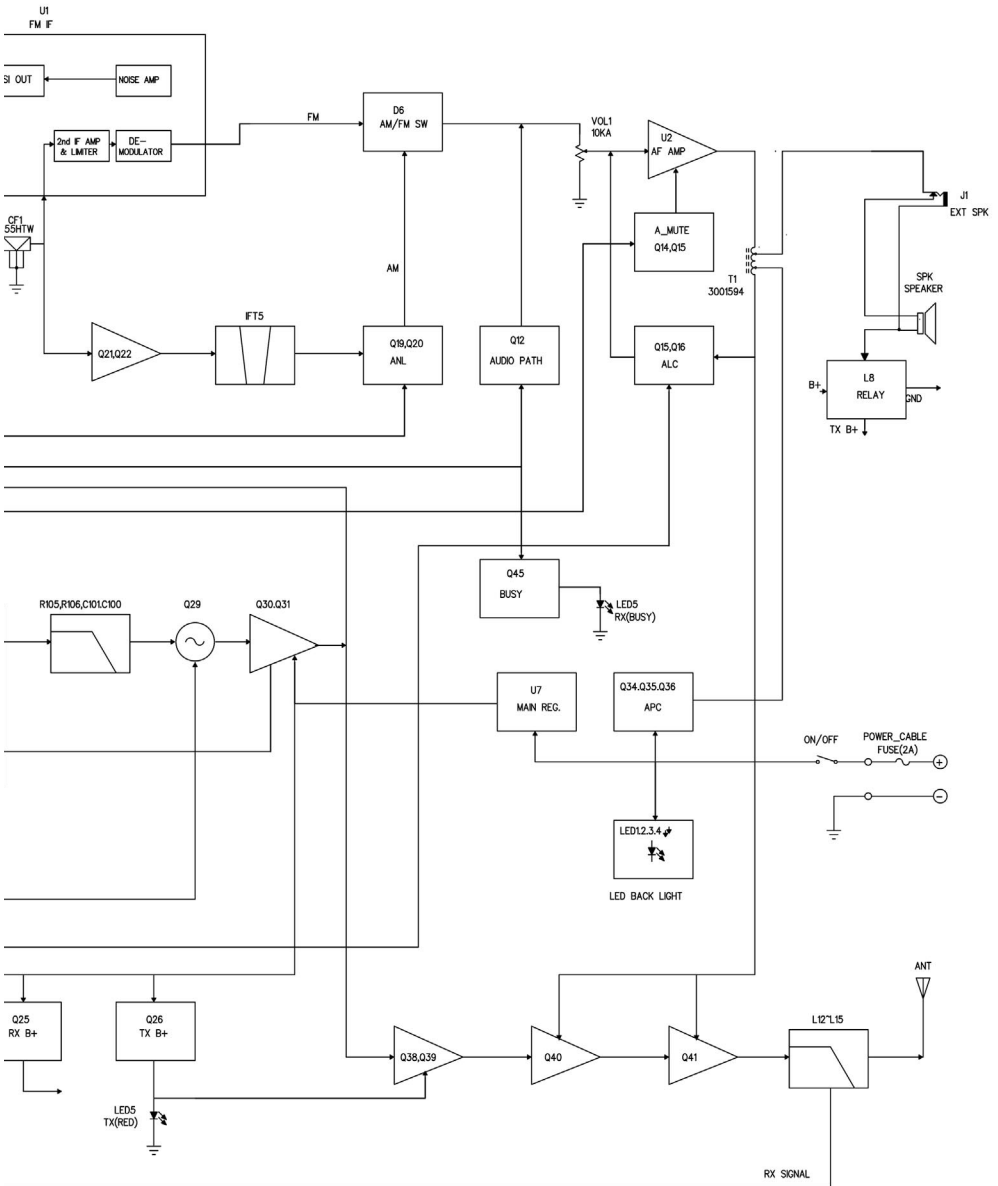 U1
FM IF
SI OUT
NOISE AMP
2nd IF AMP
& LIMITER
DE-
MODULATOR
FM
D6
AM/FM SW
VOL1
10KA
U2
AF AMP
J1
EXT SPK
CF1
55HTW
A_MUTE
Q14,Q15
T1
3001594
SPK
SPEAKER
AM
IFT5
Q21,Q22
Q19,Q20
ANL
Q12
AUDIO PATH
Q15,Q16
ALC
B+
L8
RELAY
GND
TX B+
Q45
BUSY
LED5
RX(BUSY)
R105,R106,C101.C100
Q29
Q30.Q31
U7
MAIN REG.
Q34.Q35.Q36
APC
ON/OFF
POWER_CABLE
FUSE(2A)
+
−
LED1.2.3.4
LED BACK LIGHT
ANT
Q25
RX B+
Q26
TX B+
Q38,Q39
Q40
Q41
L12~L15
LED5
TX(RED)
RX SIGNAL